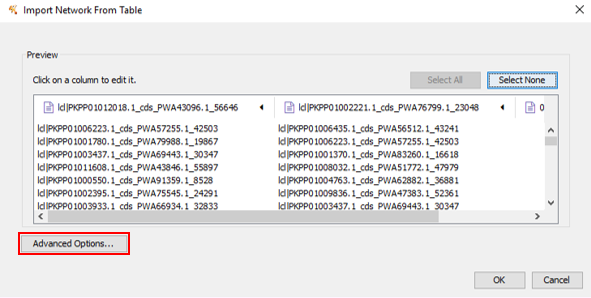 Import Network From Table
Preview
Click on a column to edit it.
Select All
Select None
lcl|PKPP01012018.1_cds_PWA43096.1_56646
lcl|PKPP01002221.1_cds_PWA76799.1_23048
0
lcl|PKPP01006223.1_cds_PWA57255.1_42503
lcl|PKPP01006435.1_cds_PWA56512.1_43241
lcl|PKPP01001780.1_cds_PWA79988.1_19867
lcl|PKPP01006223.1_cds_PWA57255.1_42503
lcl|PKPP01003437.1_cds_PWA69443.1_30347
lcl|PKPP01001370.1_cds_PWA83260.1_16618
lcl|PKPP01011608.1_cds_PWA43846.1_55897
lcl|PKPP01008032.1_cds_PWA51772.1_47979
lcl|PKPP01000550.1_cds_PWA91359.1_8528
lcl|PKPP01004763.1_cds_PWA62882.1_36881
lcl|PKPP01002395.1_cds_PWA75545.1_24291
lcl|PKPP01009836.1_cds_PWA47383.1_52361
lcl|PKPP01003933.1_cds_PWA66934.1_32833
lcl|PKPP01003437.1_cds_PWA69443.1_30347
Advanced Options...
OK
Cancel